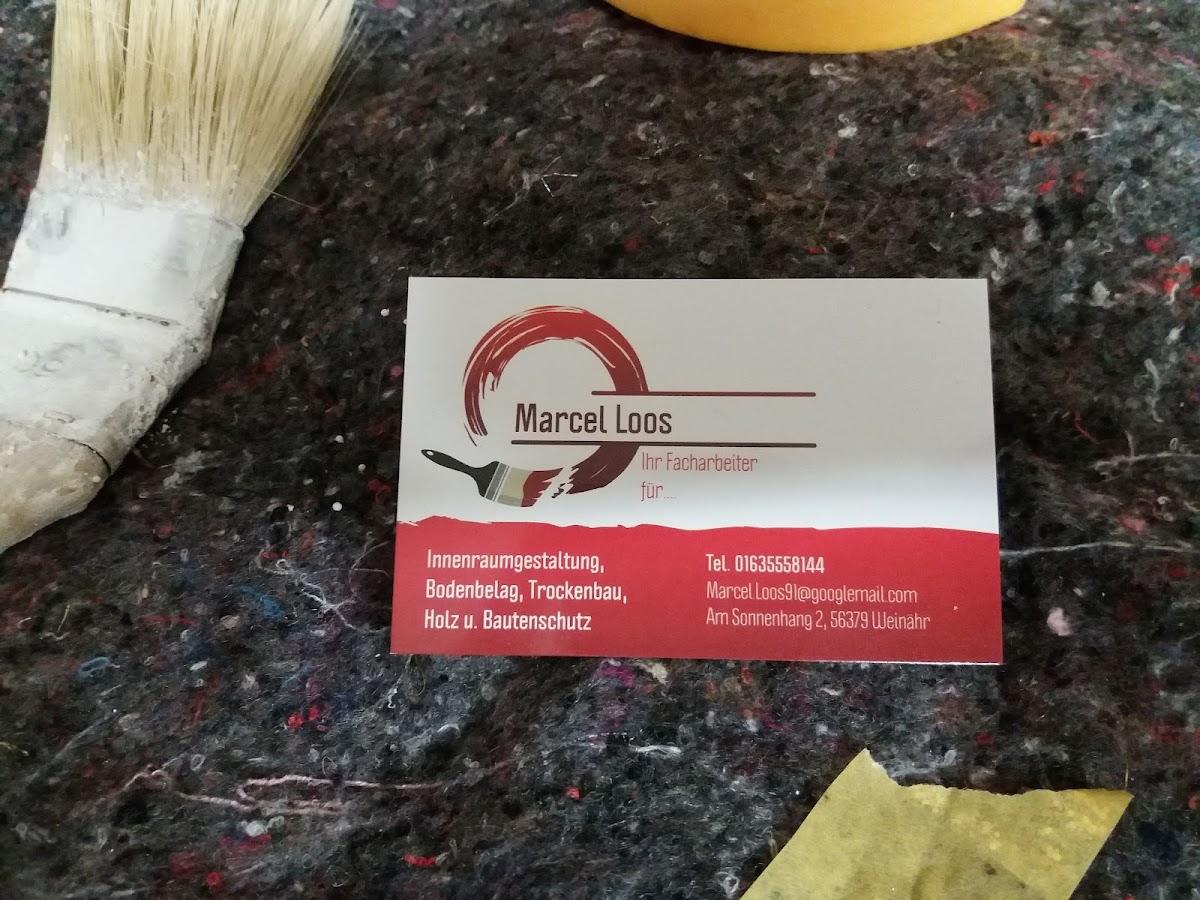 Marcel Loos
Ihr Facharbeiter
für....
Innenraumgestaltung,
Bodenbelag, Trockenbau,
Holz u. Bautenschutz
Tel. 01635558144
Marcel.Loos91@googlemail.com
Am Sonnenhang 2, 56379 Weinähr